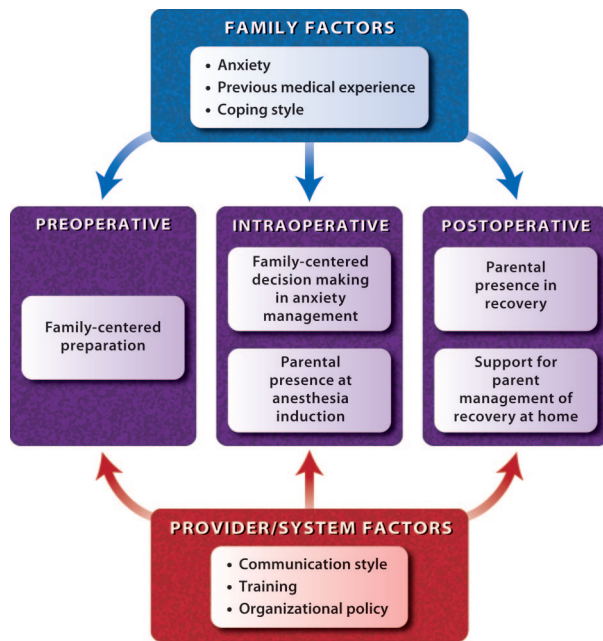 FAMILY FACTORS
• Anxiety
• Previous medical experience
• Coping style
PREOPERATIVE
Family-centered
preparation
INTRAOPERATIVE
Family-centered
decision making
in anxiety
management
Parental
presence at
anesthesia
induction
POSTOPERATIVE
Parental
presence in
recovery
Support for
parent
management of
recovery at home
PROVIDER/SYSTEM FACTORS
• Communication style
• Training
• Organizational policy